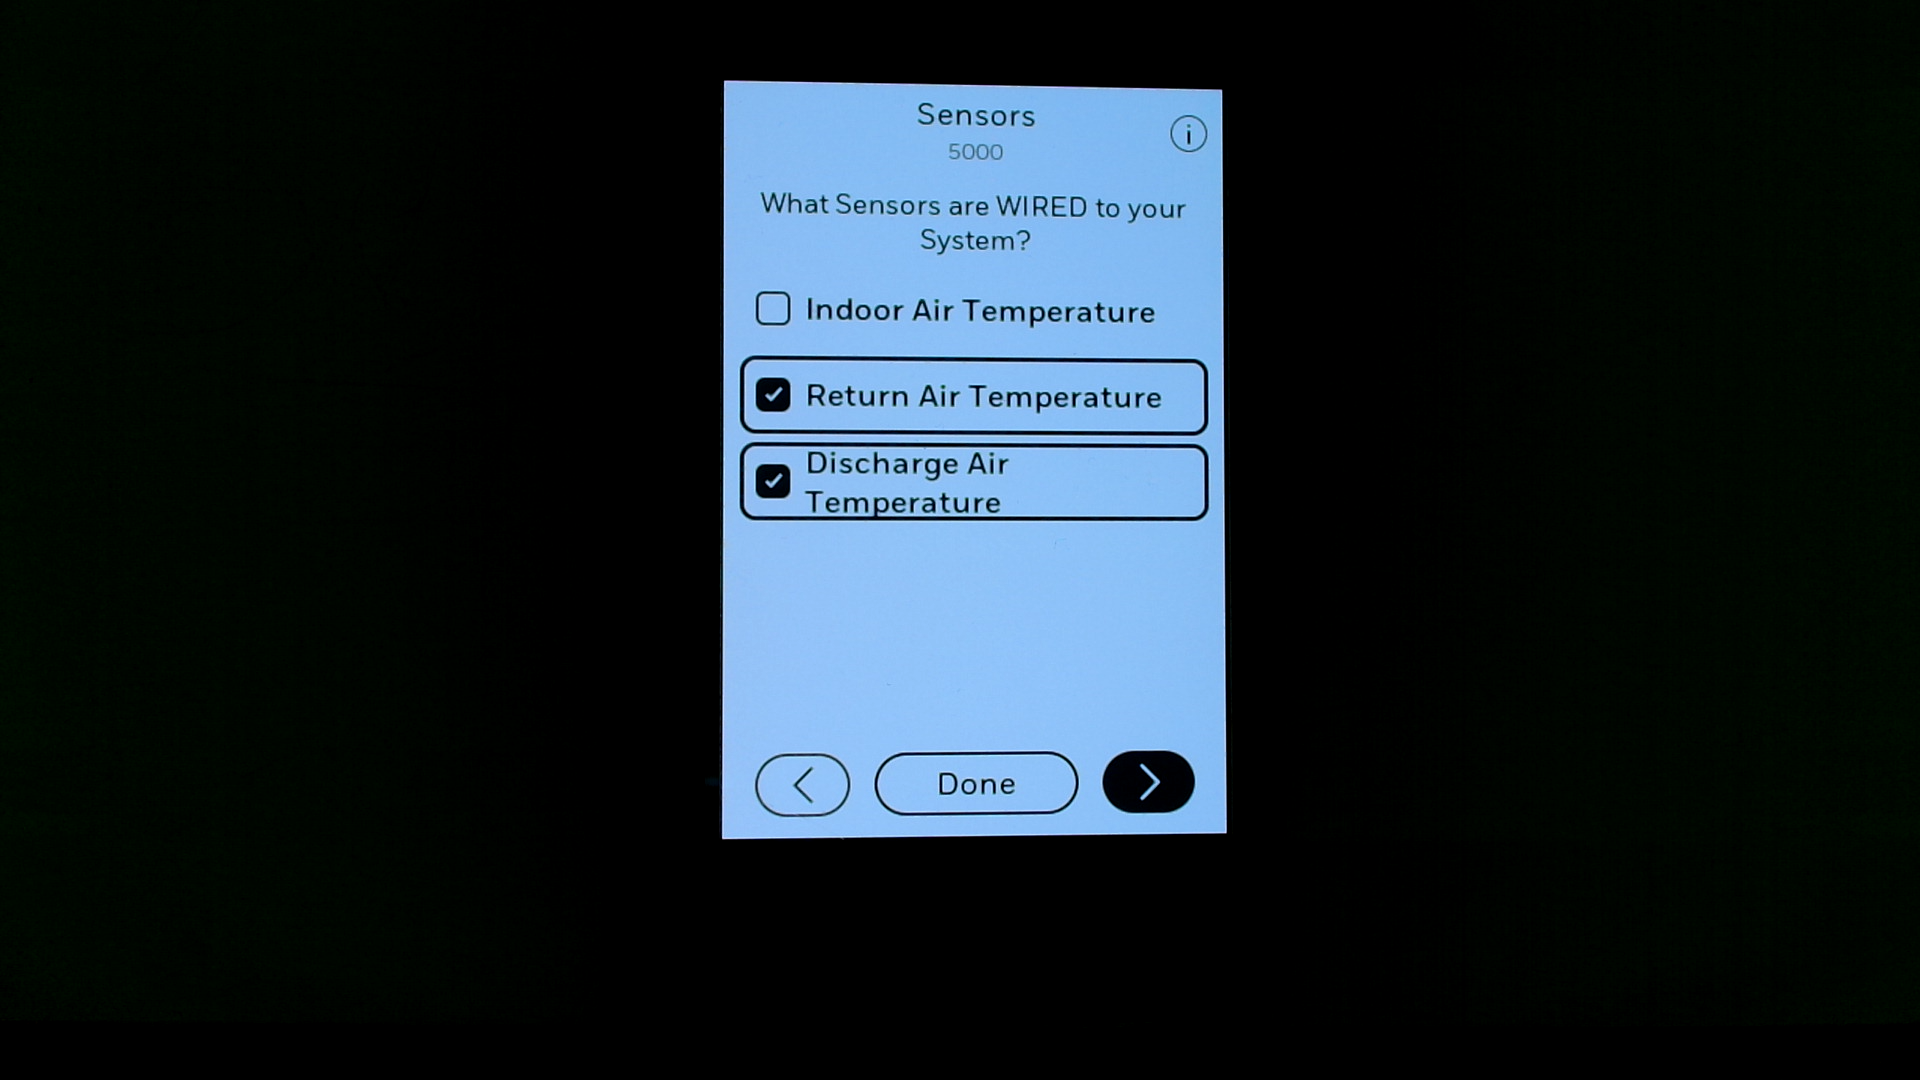 Sensors
5000
i
What Sensors are WIRED to your
System?
Indoor Air Temperature
Return Air Temperature
Discharge Air
Temperature
Done